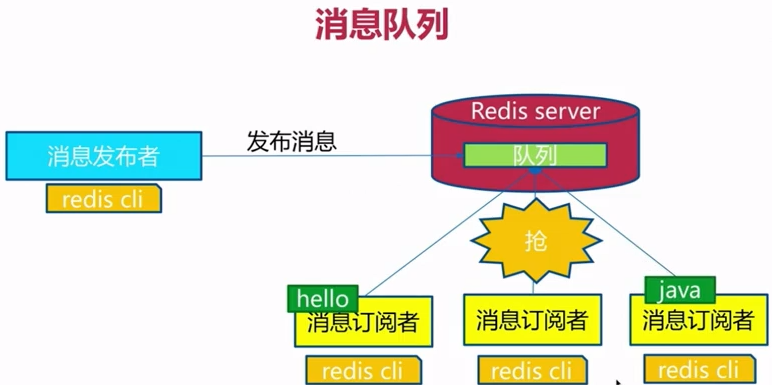 消息队列
Redis server
发布消息
消息发布者
队列
redis cli
抢
hello
java
消息订阅者
消息订阅者
消息订阅者
redis cli
redis cli
redis cli